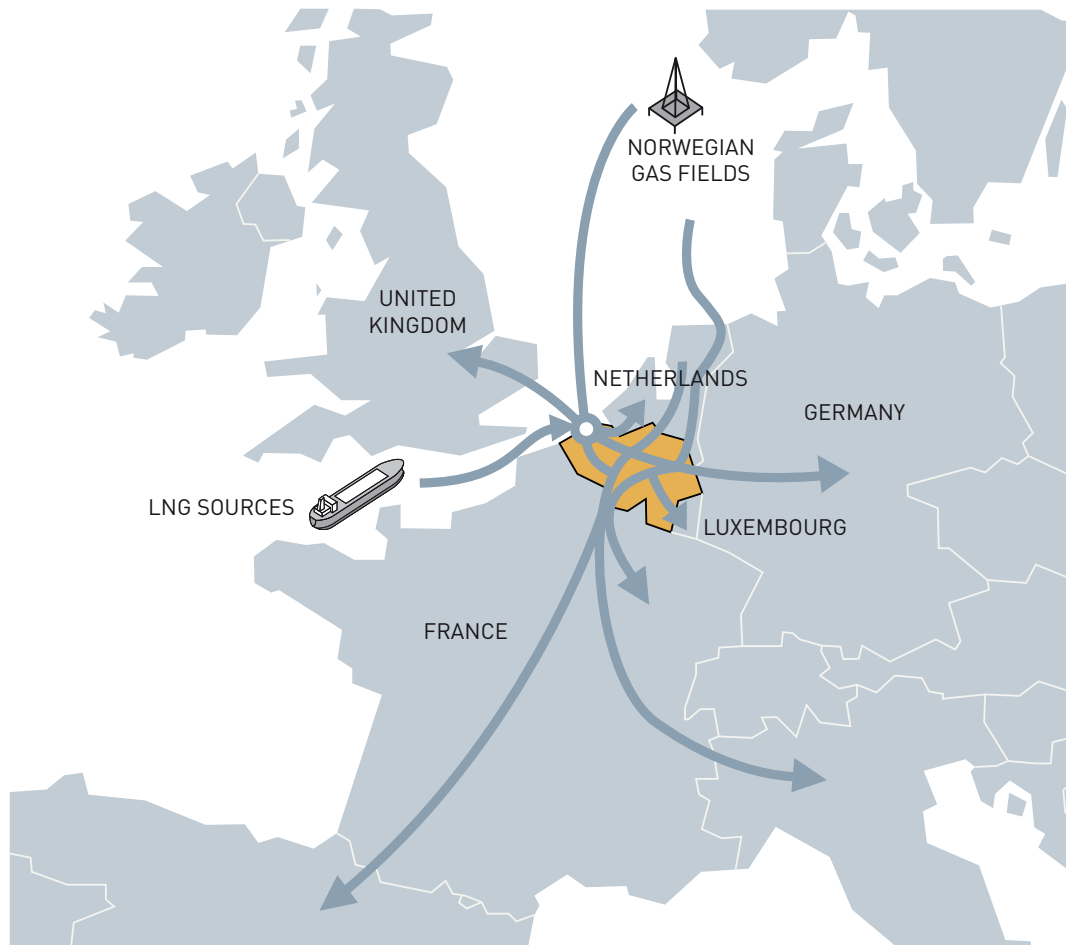 NORWEGIAN
GAS FIELDS
UNITED
KINGDOM
NETHERLANDS
GERMANY
LNG SOURCES
LUXEMBOURG
FRANCE